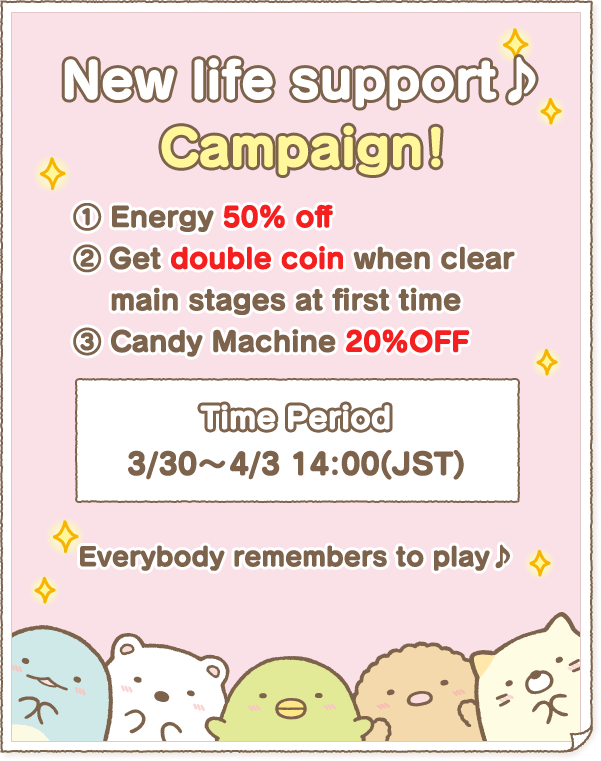 New life support♪
Campaign!
① Energy 50% off
② Get double coin when clear
main stages at first time
③ Candy Machine 20%OFF
Time Period
3/30～4/3 14:00(JST)
Everybody remembers to play♪